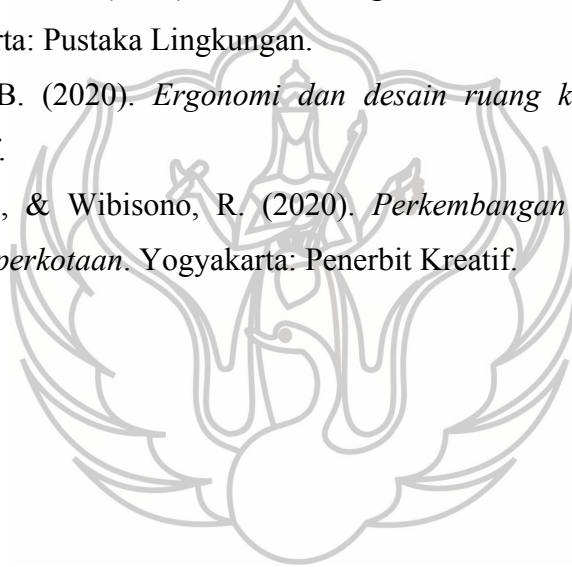 rta: Pustaka Lingkungan.
B. (2020). Ergonomi dan desain ruang k
, & Wibisono, R. (2020). Perkembangan
perkotaan. Yogyakarta: Penerbit Kreatif.